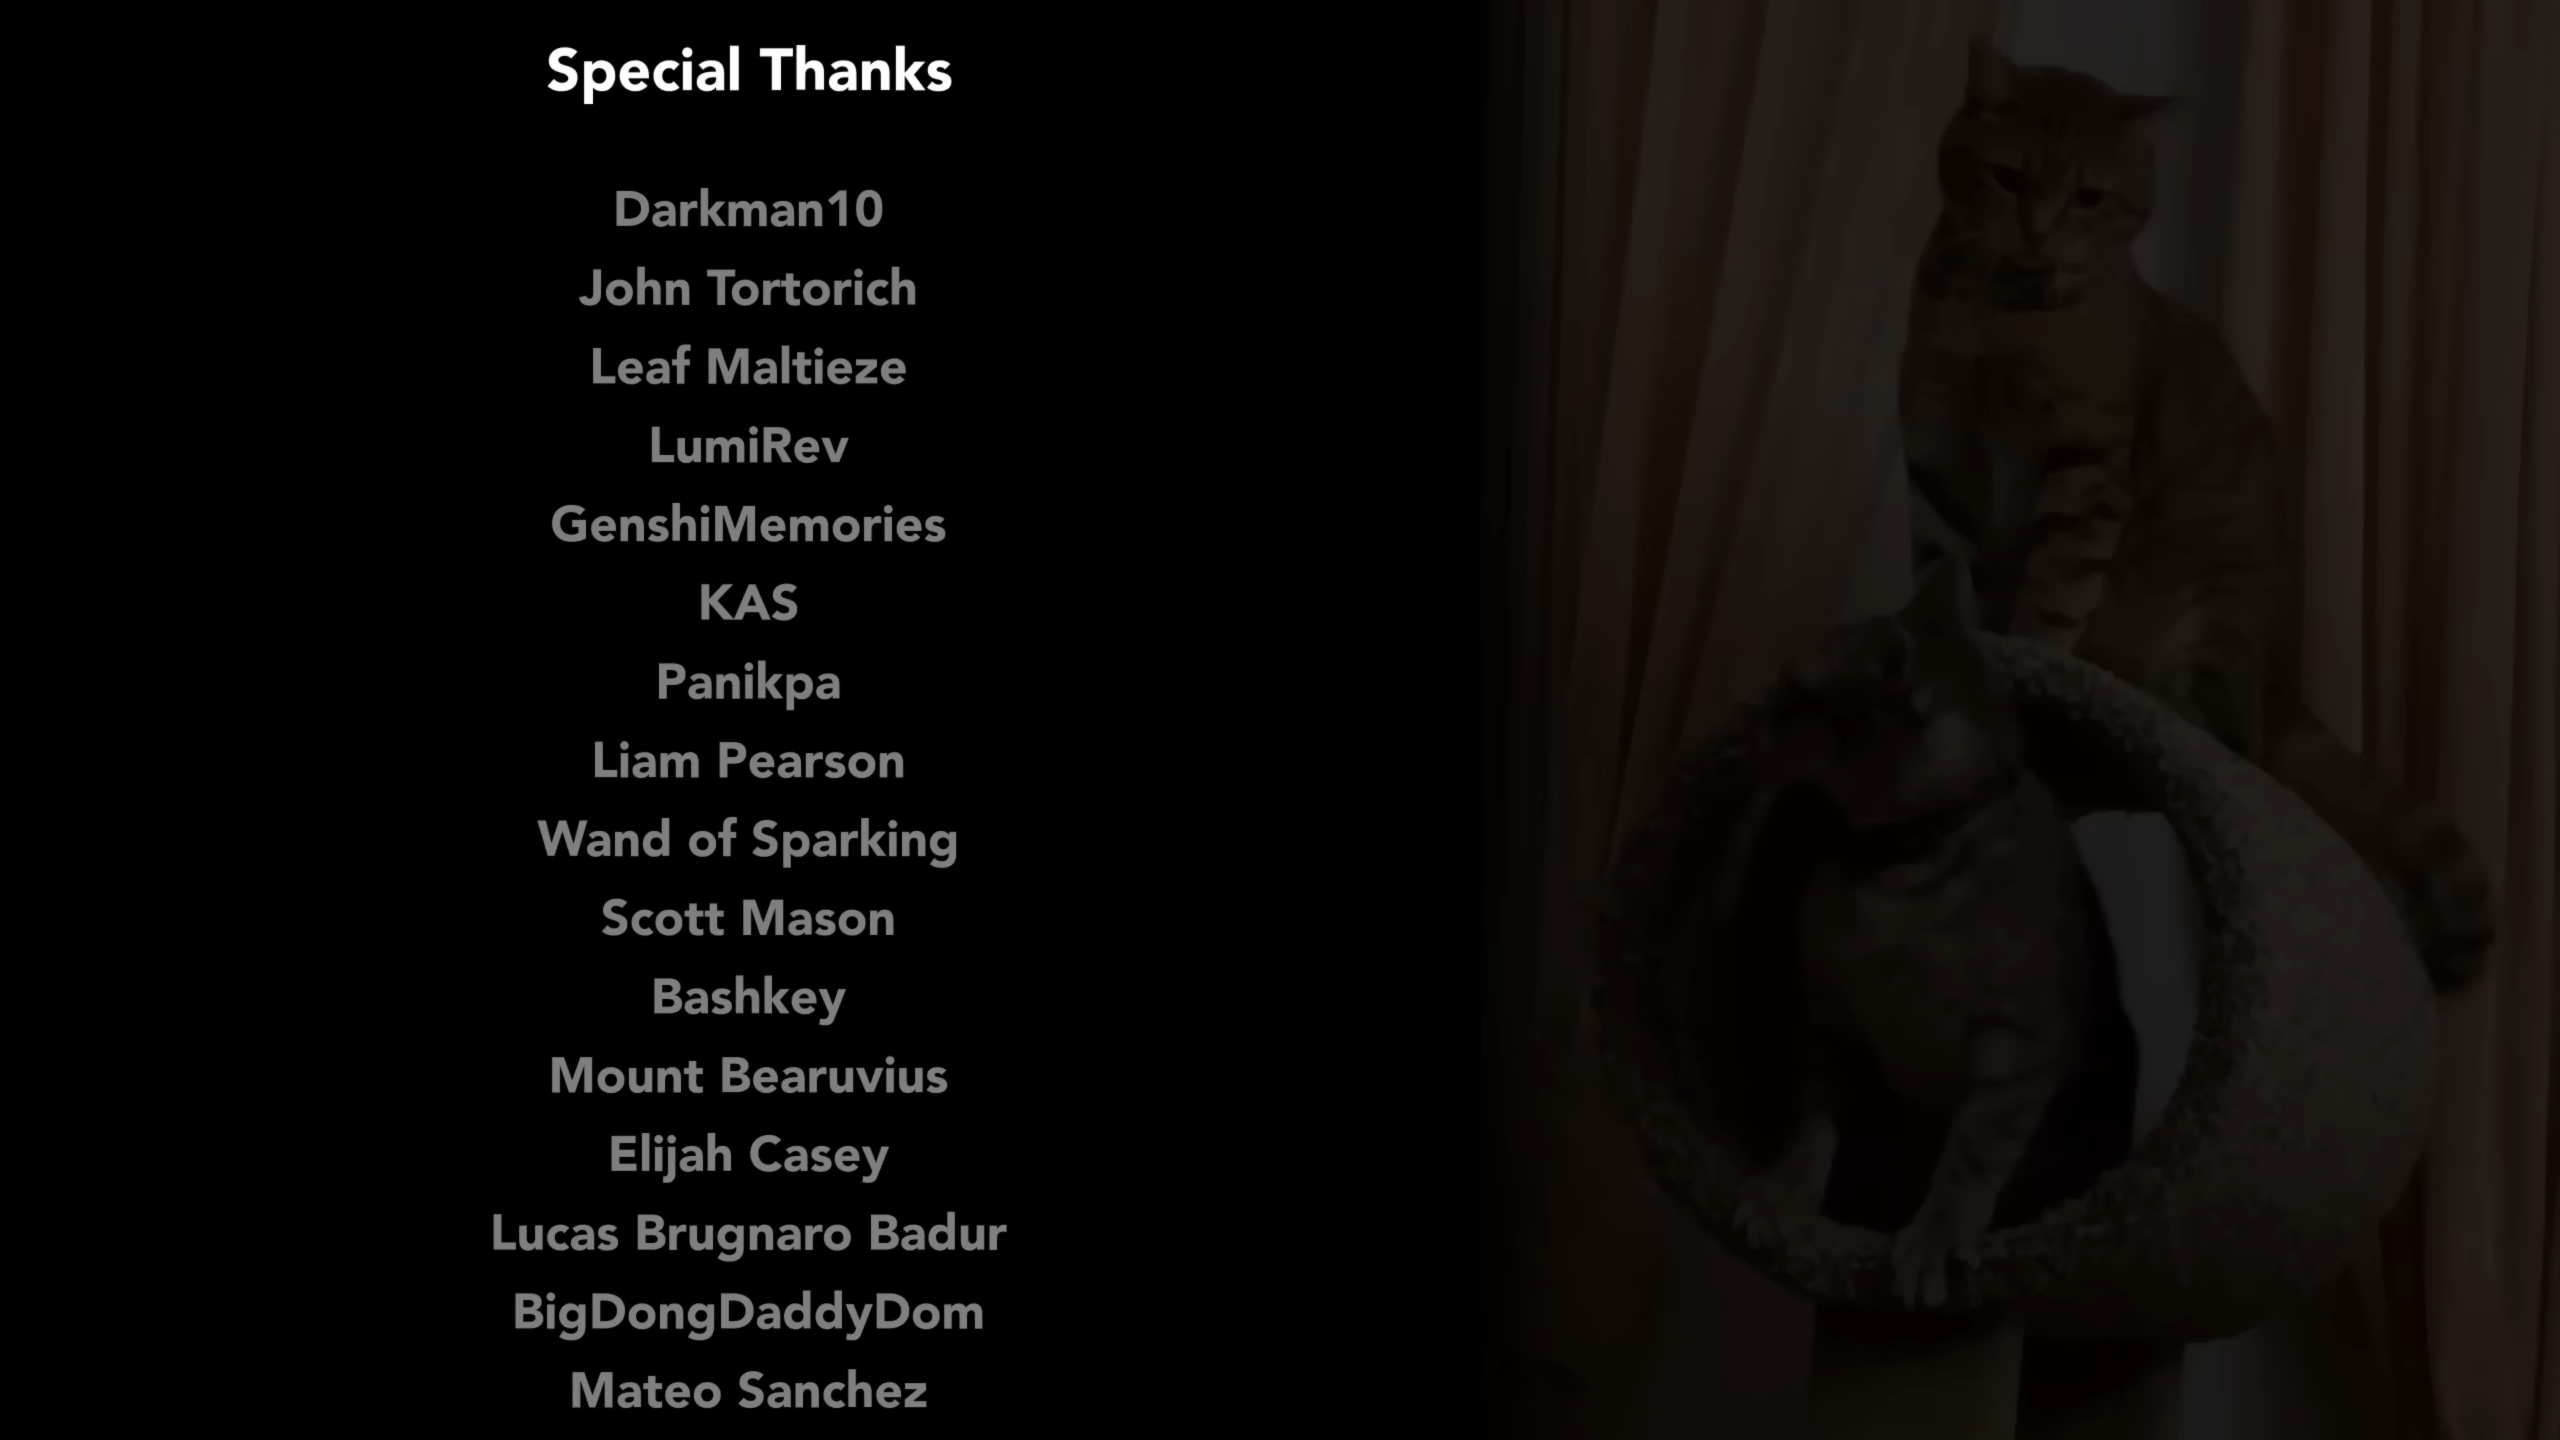 Special Thanks
Darkman10
John Tortorich
Leaf Maltieze
LumiRev
GenshiMemories
KAS
Panikpa
Liam Pearson
Wand of Sparking
Scott Mason
Bashkey
Mount Bearuvius
Elijah Casey
Lucas Brugnaro Badur
BigDongDaddyDom
Mateo Sanchez